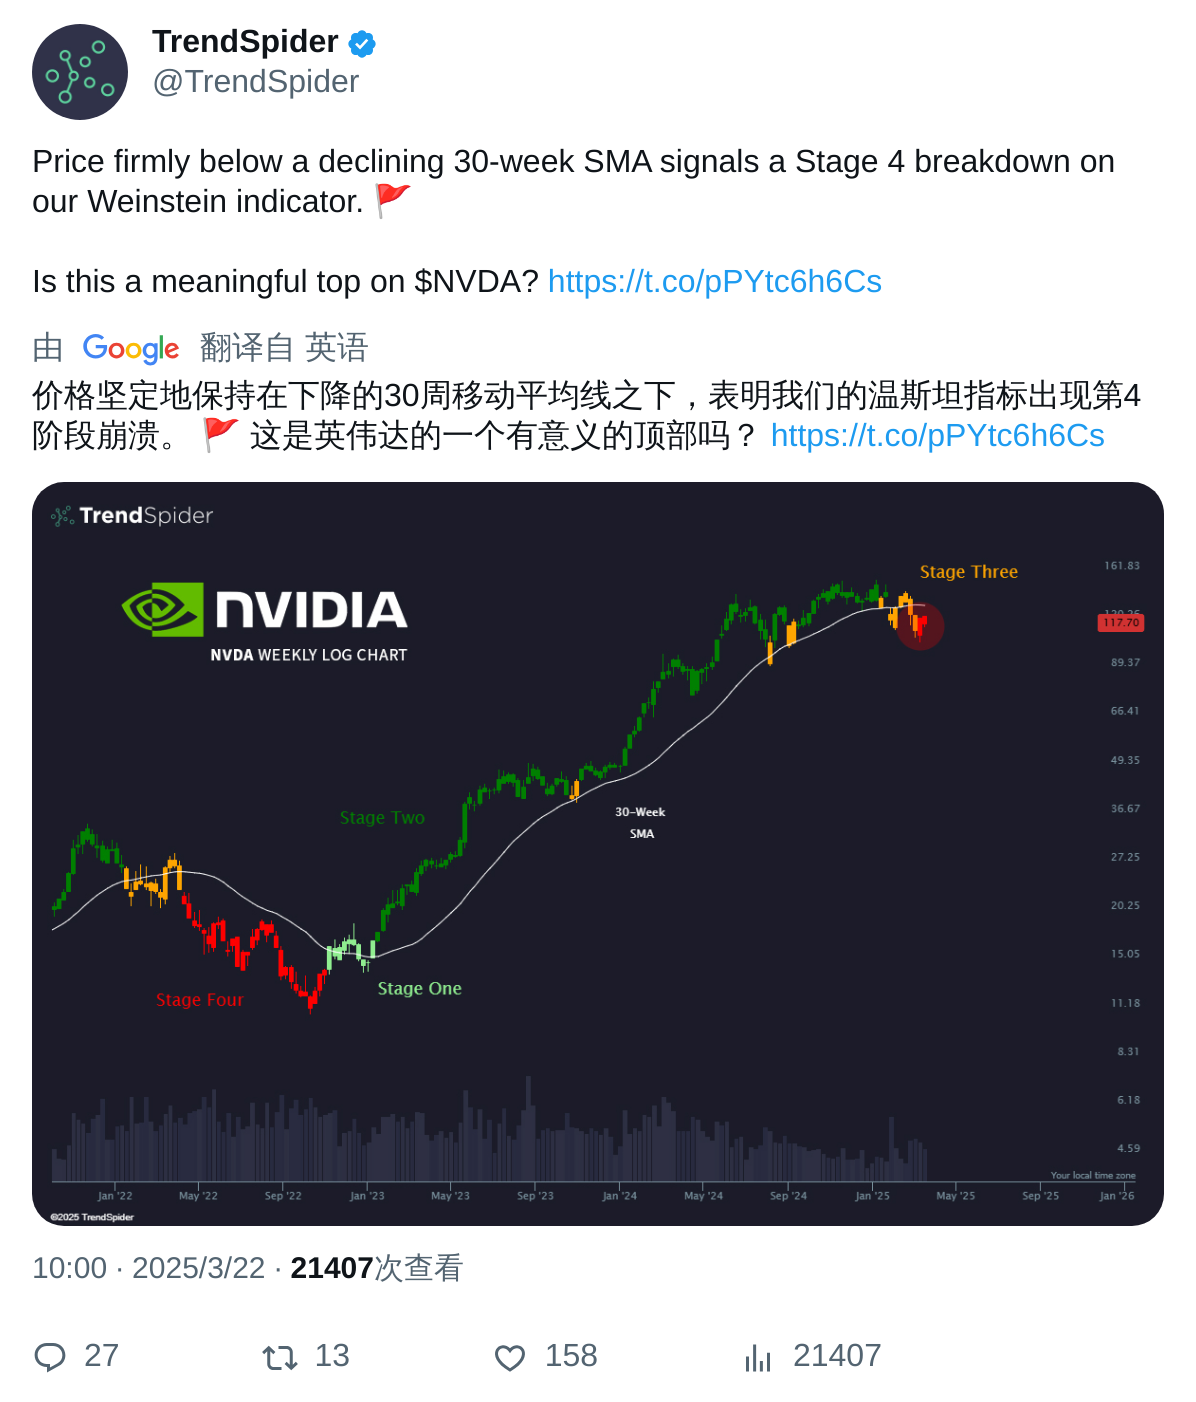 TrendSpider
@TrendSpider
Price firmly below a declining 30-week SMA signals a Stage 4 breakdown on
our Weinstein indicator. 🚩
Is this a meaningful top on $NVDA? https://t.co/pPYtc6h6Cs
由 Google 翻译自 英语
价格坚定地保持在下降的30周移动平均线之下，表明我们的温斯坦指标出现第4
阶段崩溃。 🚩 这是英伟达的一个有意义的顶部吗？ https://t.co/pPYtc6h6Cs
TrendSpider
Stage Three
161.83
NVIDIA
117.70
NVDA WEEKLY LOG CHART
89.37
66.41
49.35
36.67
30-Week
SMA
Stage Two
27.25
20.25
15.05
Stage One
Stage Four
11.18
8.31
6.18
4.59
Your local time zone
Jan '22 May '22 Sep '22 Jan '23 May '23 Sep '23 Jan '24 May '24 Sep '24 Jan '25 May '25 Sep '25 Jan '26
©2025 TrendSpider
10:00 · 2025/3/22 · 21407次查看
27 13 158 21407